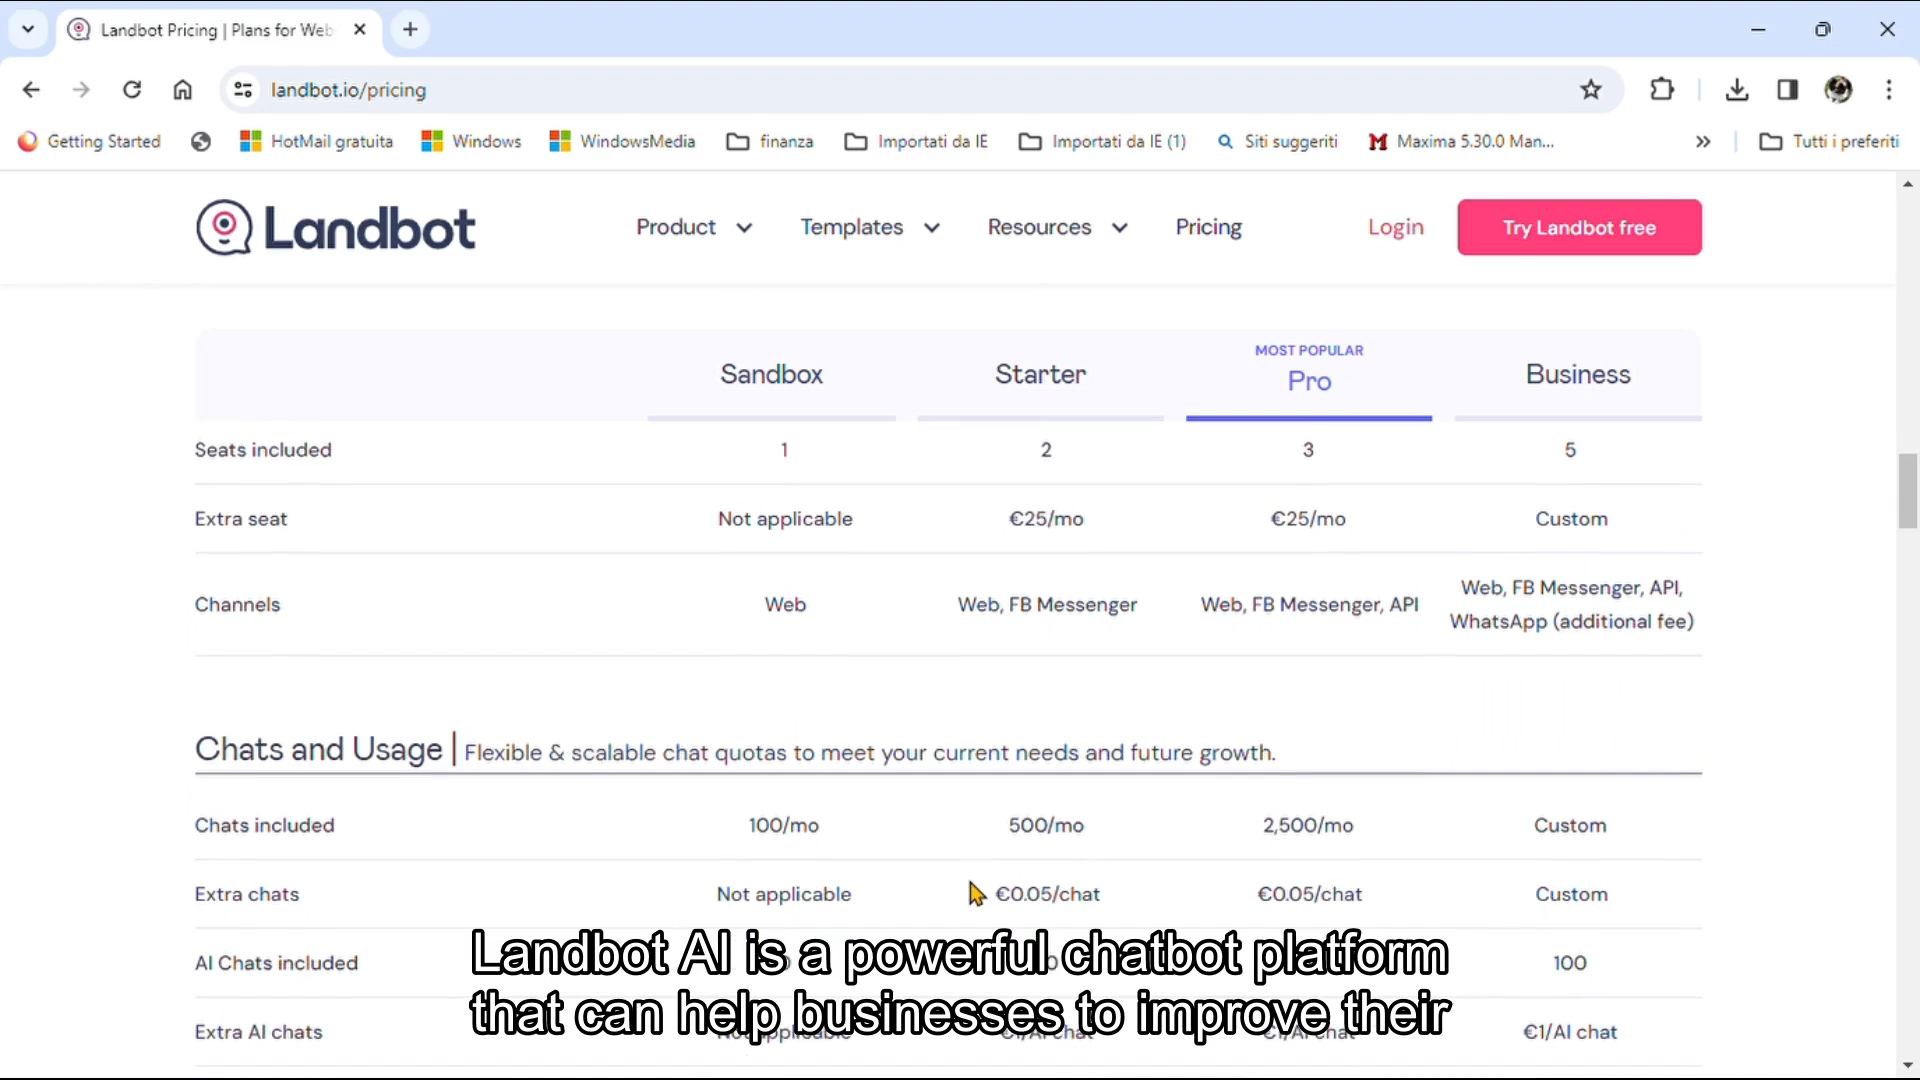 Landbot Pricing | Plans for Web
landbot.io/pricing
Getting Started HotMail gratuita Windows WindowsMedia finanza Importati da IE Importati da IE (1) Siti suggeriti Maxima 5.30.0 Man... Tutti i preferiti
Landbot Product Templates Resources Pricing Login Try Landbot free
MOST POPULAR
Sandbox Starter Pro Business
Seats included 1 2 3 5
Extra seat Not applicable €25/mo €25/mo Custom
Channels Web Web, FB Messenger Web, FB Messenger, API Web, FB Messenger, API,
WhatsApp (additional fee)
Chats and Usage | Flexible & scalable chat quotas to meet your current needs and future growth.
Chats included 100/mo 500/mo 2,500/mo Custom
Extra chats Not applicable €0.05/chat €0.05/chat Custom
AI Chats included 100
Landbot AI is a powerful chatbot platform
that can help businesses to improve their
Extra AI chats €1/AI chat